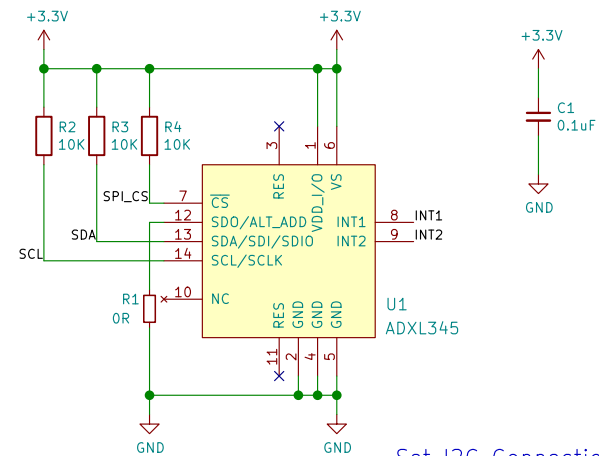 +3.3V
+3.3V
+3.3V
R2
10K
R3
10K
R4
10K
C1
0.1uF
GND
3
1
6
RES
VDD_I/O
VS
SPI_CS
7
CS
12
SDO/ALT_ADD
SDA
13
SDA/SDI/SDIO
SCL
14
SCL/SCLK
INT1
8
INT1
INT2
9
INT2
R1
0R
10
NC
U1
ADXL345
RES
GND
GND
GND
11
2
4
5
GND
GND
Set I2C Connectio